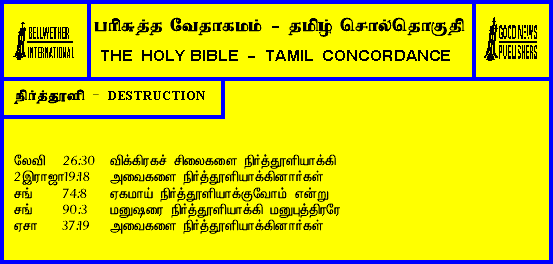 BELLWETHER
INTERNATIONAL
பரிசுத்த வேதாகமம் - தமிழ் சொல்தொகுதி
THE HOLY BIBLE - TAMIL CONCORDANCE
GOOD NEWS
PUBLISHERS
நிர்த்தூளி - DESTRUCTION
லேவி 26:30 விக்கிரகச் சிலைகளை நிர்த்தூளியாக்கி
2இராஜா19:18 அவைகளை நிர்த்தூளியாக்கினார்கள்
சங் 74:8 ஏகமாய் நிர்த்தூளியாக்குவோம் என்று
சங் 90:3 மனுஷரை நிர்த்தூளியாக்கி மனுபுத்திரரே
ஏசா 37:19 அவைகளை நிர்த்தூளியாக்கினார்கள்